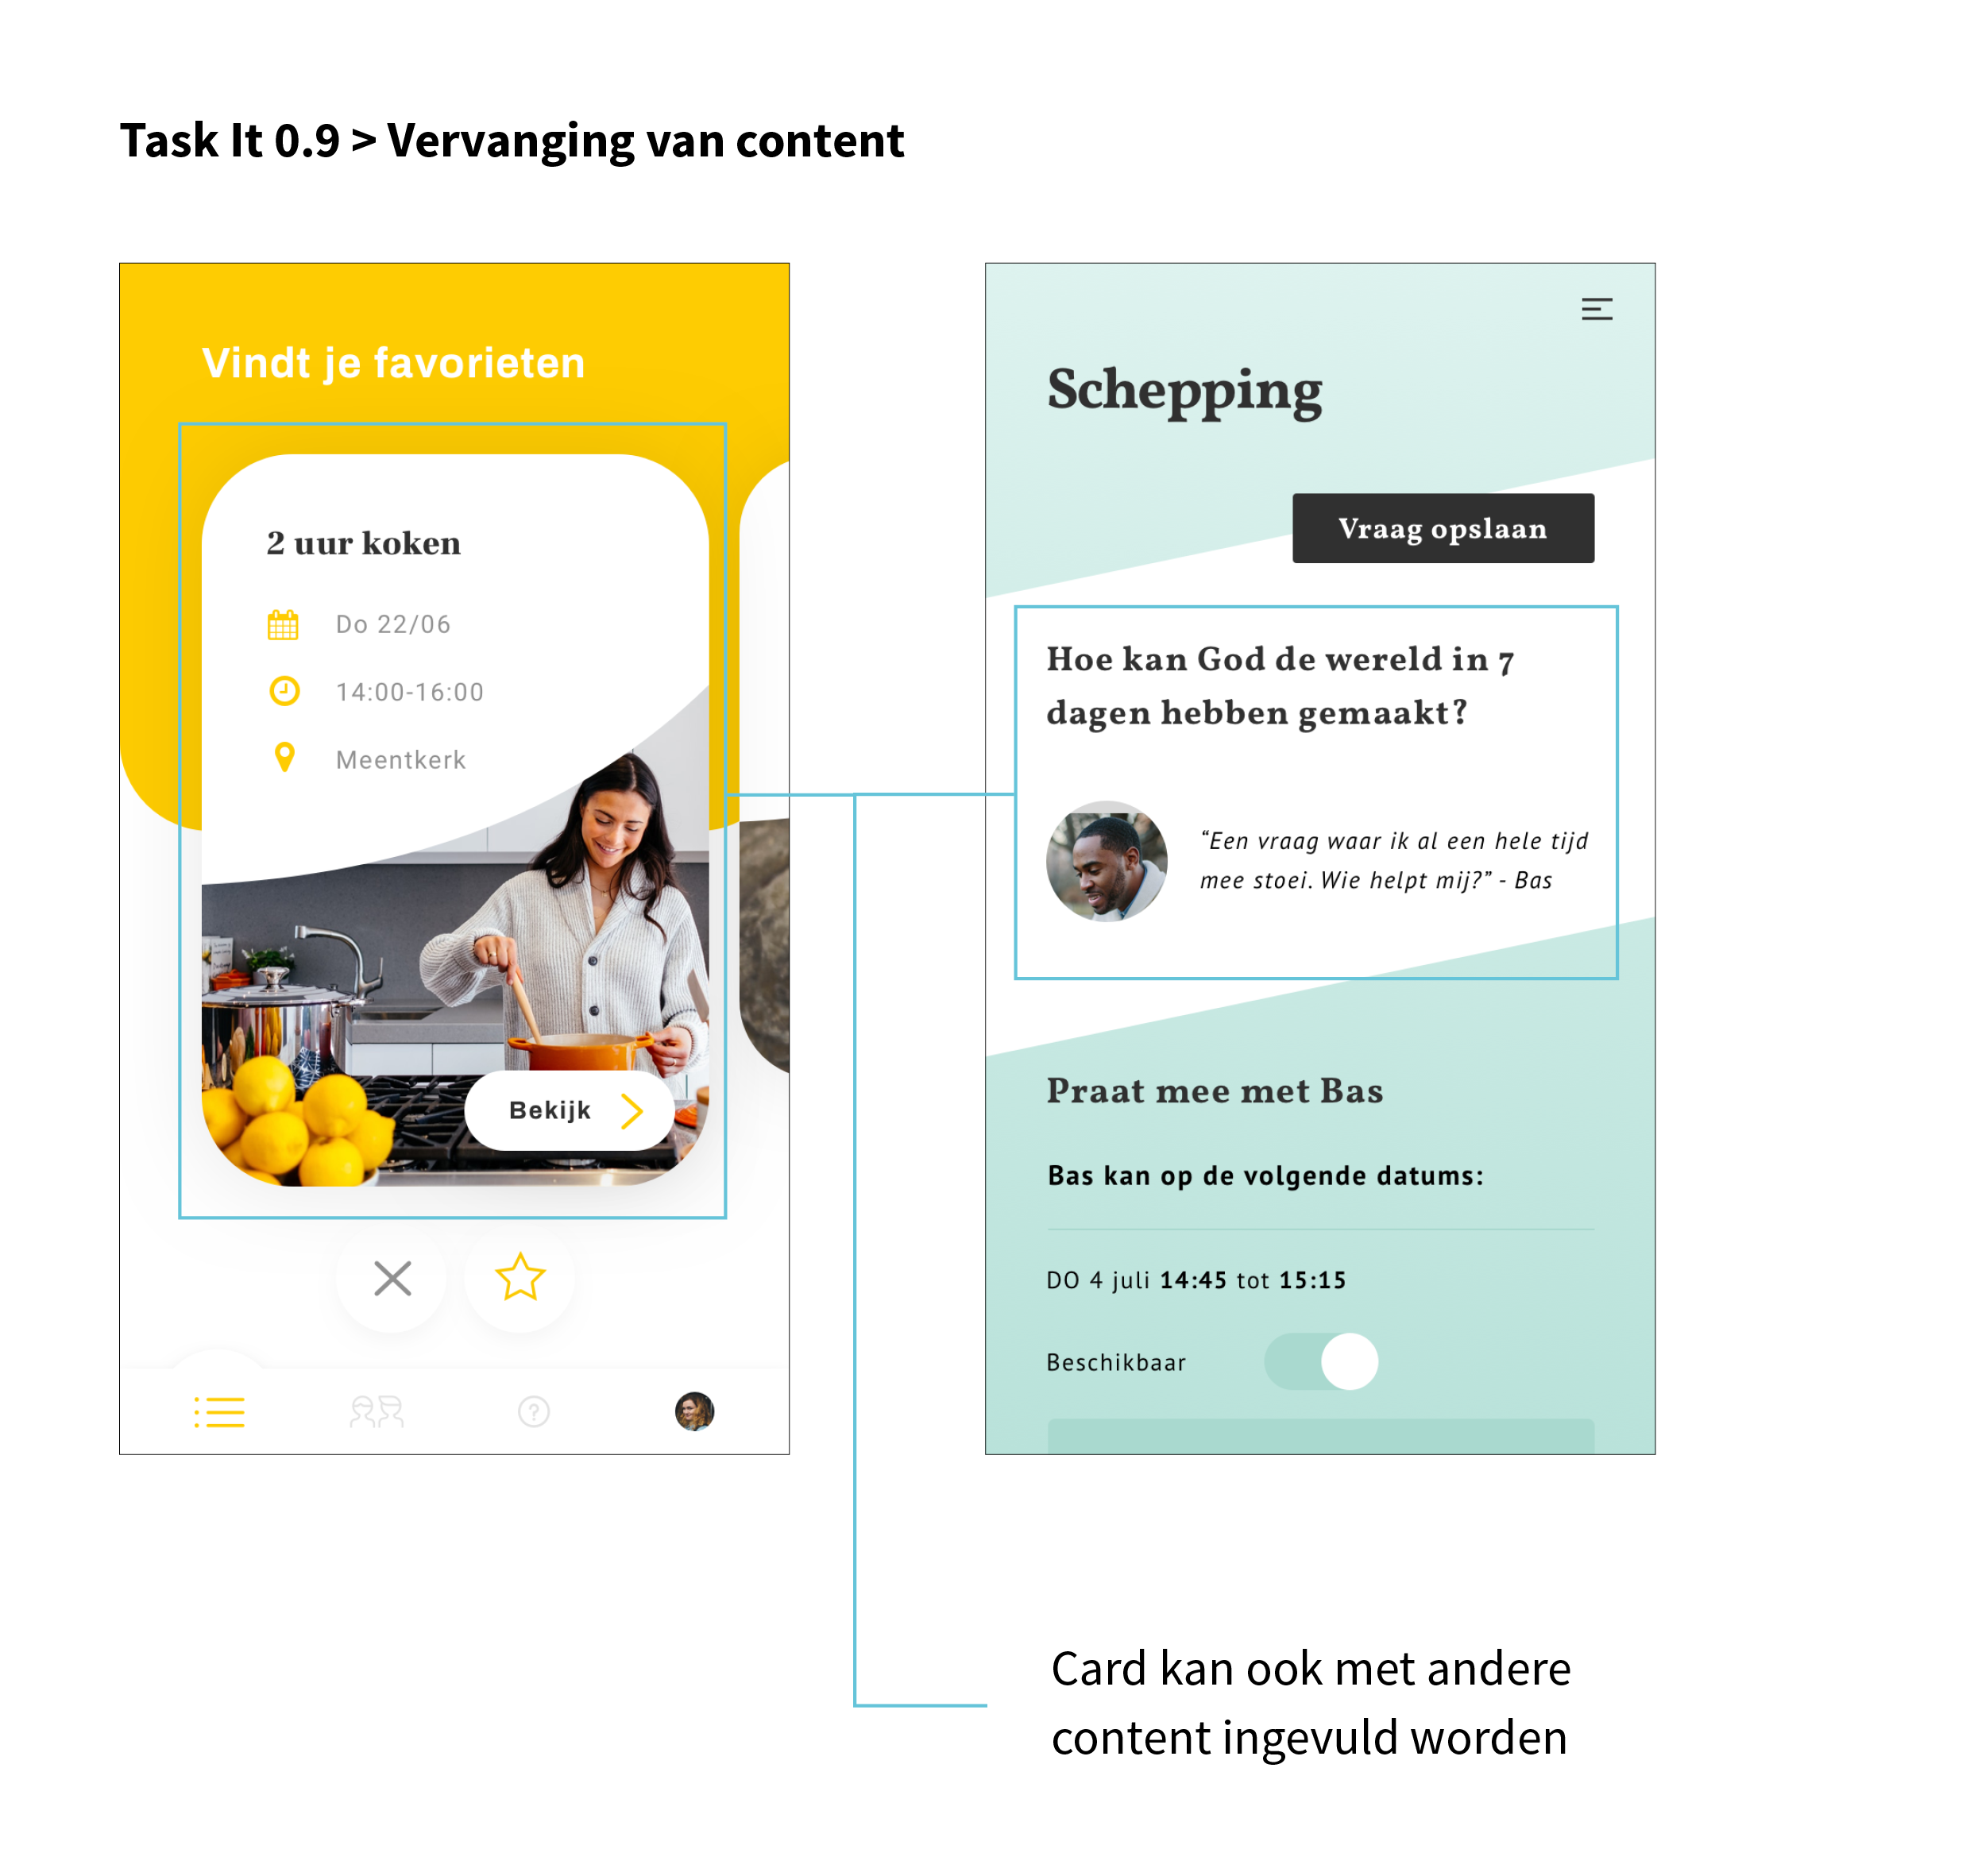 Task It 0.9 > Vervanging van content
Vindt je favorieten
2 uur koken
Do 22/06
14:00-16:00
Meentkerk
Bekijk
Schepping
Vraag opslaan
Hoe kan God de wereld in 7
dagen hebben gemaakt?
“Een vraag waar ik al een hele tijd
mee stoei. Wie helpt mij?” - Bas
Praat mee met Bas
Bas kan op de volgende datums:
DO 4 juli 14:45 tot 15:15
Beschikbaar
Card kan ook met andere
content ingevuld worden